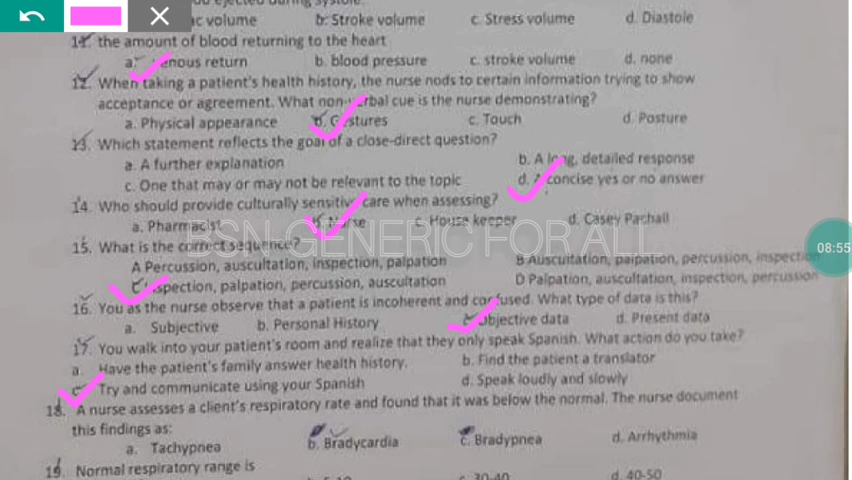 ejected during systole.
ac volume b. Stroke volume c. Stress volume d. Diastole
11. the amount of blood returning to the heart
a. venous return b. blood pressure c. stroke volume d. none
12. When taking a patient's health history, the nurse nods to certain information trying to show
acceptance or agreement. What non-verbal cue is the nurse demonstrating?
a. Physical appearance b. Gestures c. Touch d. Posture
13. Which statement reflects the goal of a close-direct question?
a. A further explanation b. A long, detailed response
c. One that may or may not be relevant to the topic d. A concise yes or no answer
14. Who should provide culturally sensitive care when assessing?
a. Pharmacist b. Nurse c. House keeper d. Casey Pachall
BSN GENERIC FOR ALL
08:55
15. What is the correct sequence?
A Percussion, auscultation, inspection, palpation B Auscultation, palpation, percussion, inspection
C Inspection, palpation, percussion, auscultation D Palpation, auscultation, inspection, percussion
16. You as the nurse observe that a patient is incoherent and confused. What type of data is this?
a. Subjective b. Personal History c. Objective data d. Present data
17. You walk into your patient's room and realize that they only speak Spanish. What action do you take?
a. Have the patient's family answer health history. b. Find the patient a translator
c. Try and communicate using your Spanish d. Speak loudly and slowly
18. A nurse assesses a client's respiratory rate and found that it was below the normal. The nurse document
this findings as:
a. Tachypnea b. Bradycardia c. Bradypnea d. Arrhythmia
19. Normal respiratory range is
c. 30-40 d. 40-50